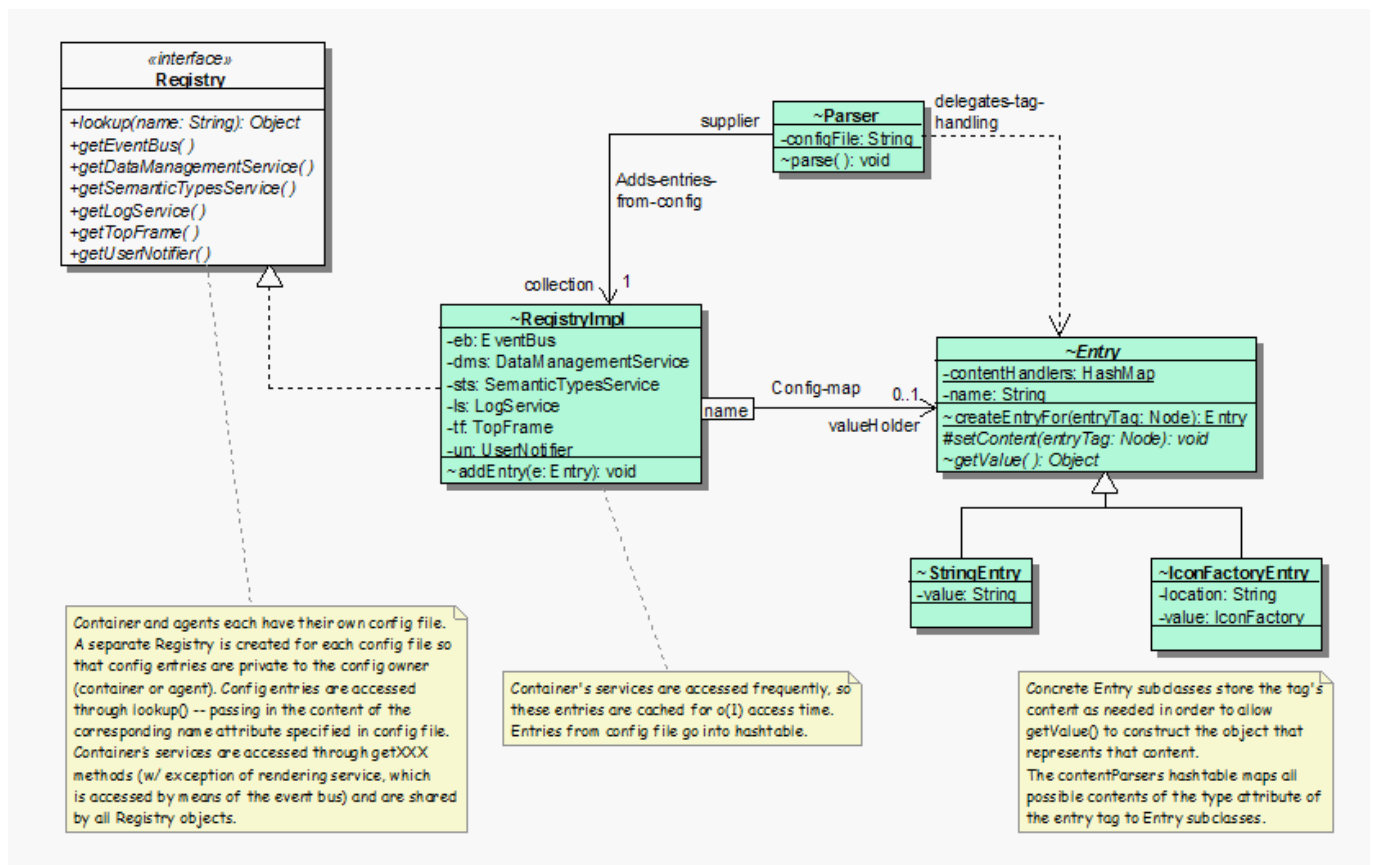 «interface»
Registry
+lookup(name: String): Object
+getEventBus( )
+getDataManagementService( )
+getSemanticTypesService( )
+getLogService( )
+getTopFrame( )
+getUserNotifier( )
supplier
~Parser
-configFile: String
~parse( ): void
delegates-tag-
handling
Adds-entries-
from-config
collection
1
~RegistryImpl
-eb: EventBus
-dms: DataManagementService
-sts: SemanticTypesService
-ls: LogService
-tf: TopFrame
-un: UserNotifier
~addEntry(e: Entry): void
name
Config-map
0..1
valueHolder
~Entry
-contentHandlers: HashMap
-name: String
~createEntryFor(entryTag: Node): Entry
#setContent(entryTag: Node): void
~getValue( ): Object
~StringEntry
-value: String
~IconFactoryEntry
-location: String
-value: IconFactory
Container and agents each have their own config file.
A separate Registry is created for each config file so
that config entries are private to the config owner
(container or agent). Config entries are accessed
through lookup() -- passing in the content of the
corresponding name attribute specified in config file.
Container's services are accessed through getXXX
methods (w/ exception of rendering service, which
is accessed by means of the event bus) and are shared
by all Registry objects.
Container's services are accessed frequently, so
these entries are cached for o(1) access time.
Entries from config file go into hashtable.
Concrete Entry subclasses store the tag's
content as needed in order to allow
getValue() to construct the object that
represents that content.
The contentParsers hashtable maps all
possible contents of the type attribute of
the entry tag to Entry subclasses.